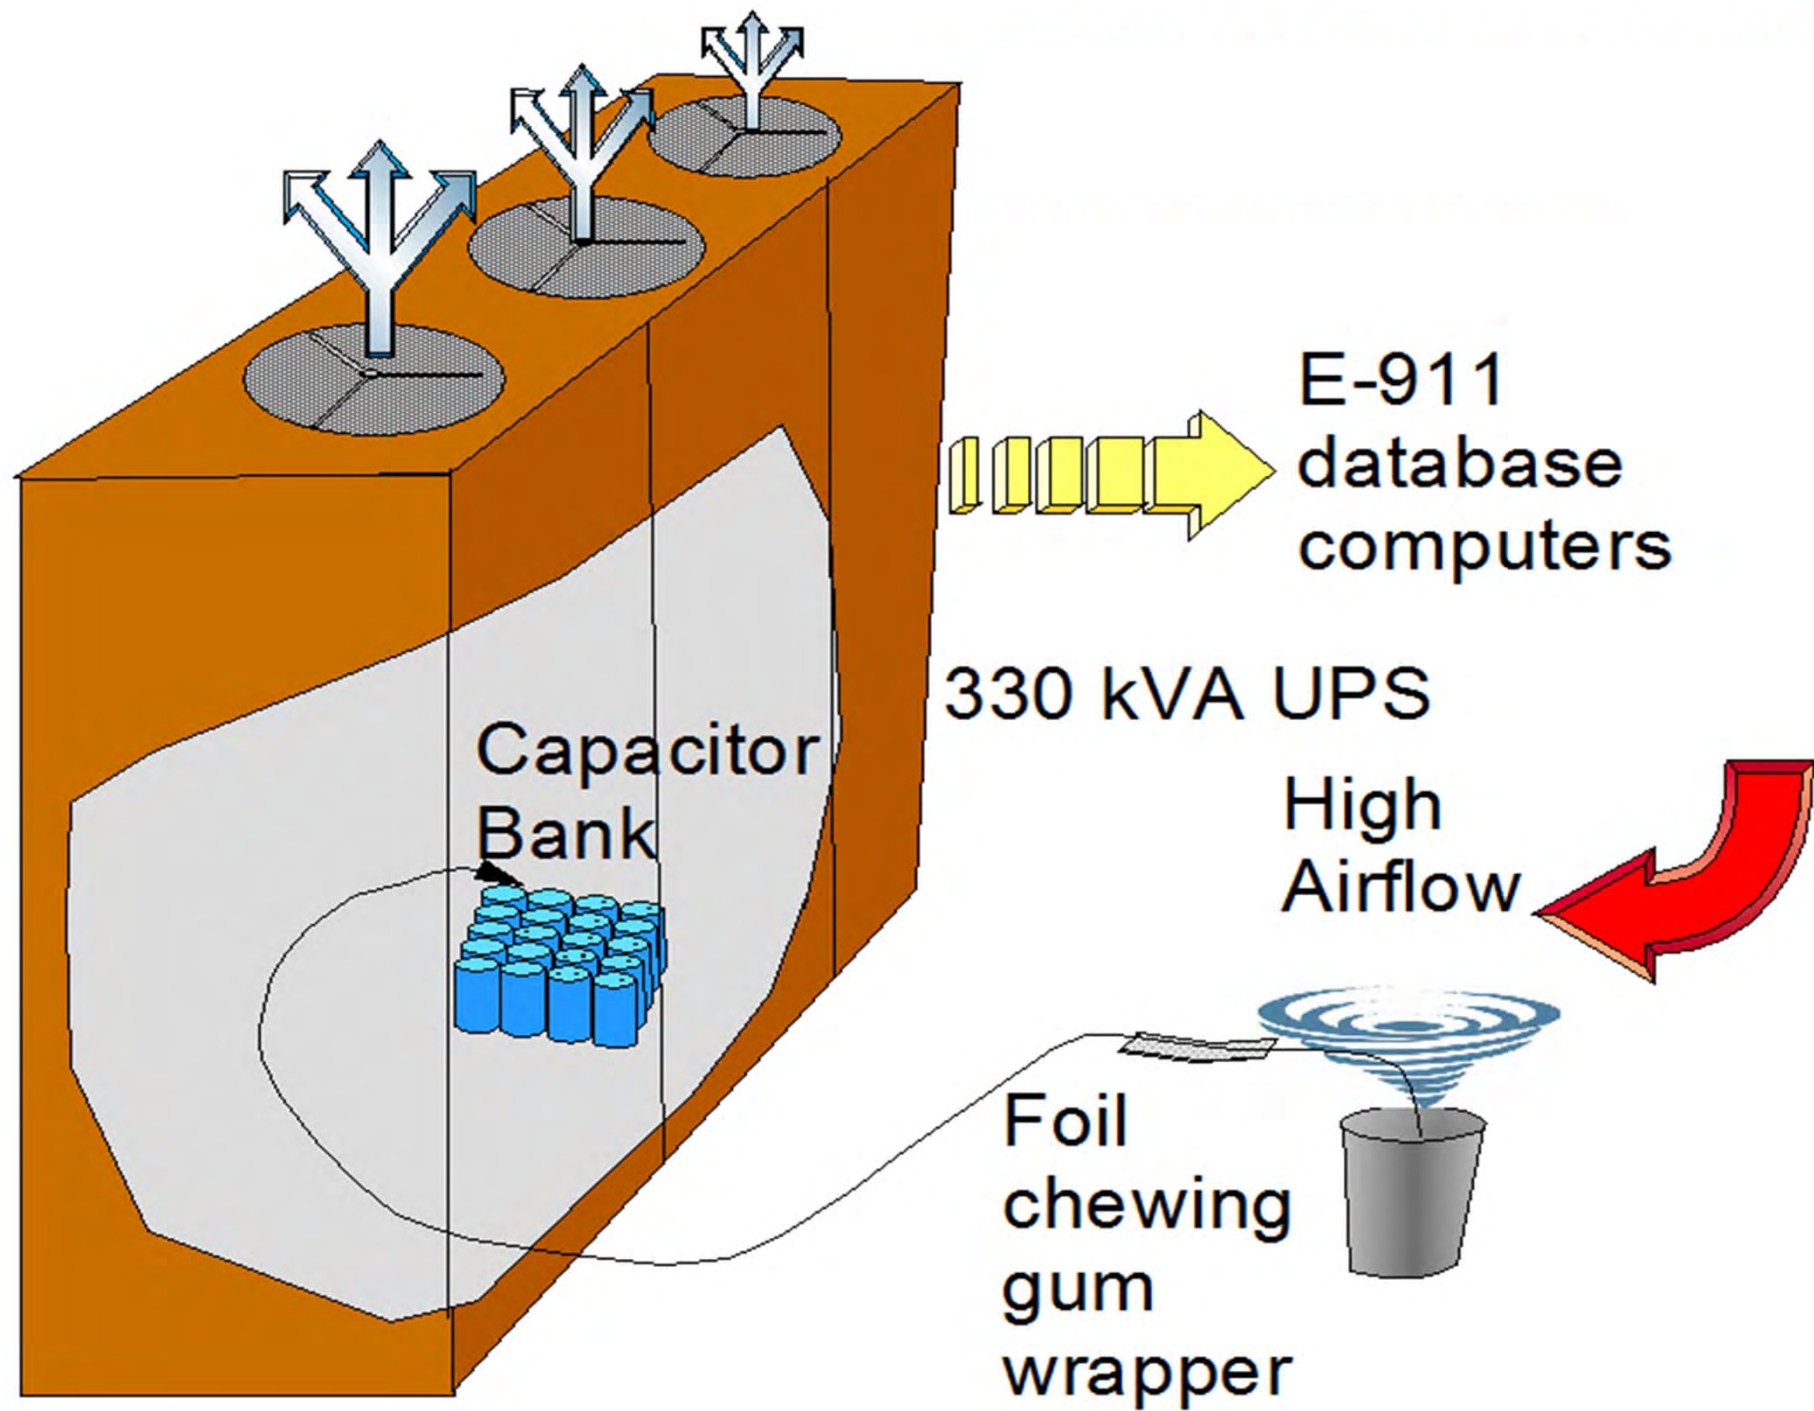 E-911
database
computers
330 kVA UPS
Capacitor
Bank
High
Airflow
Foil
chewing
gum
wrapper